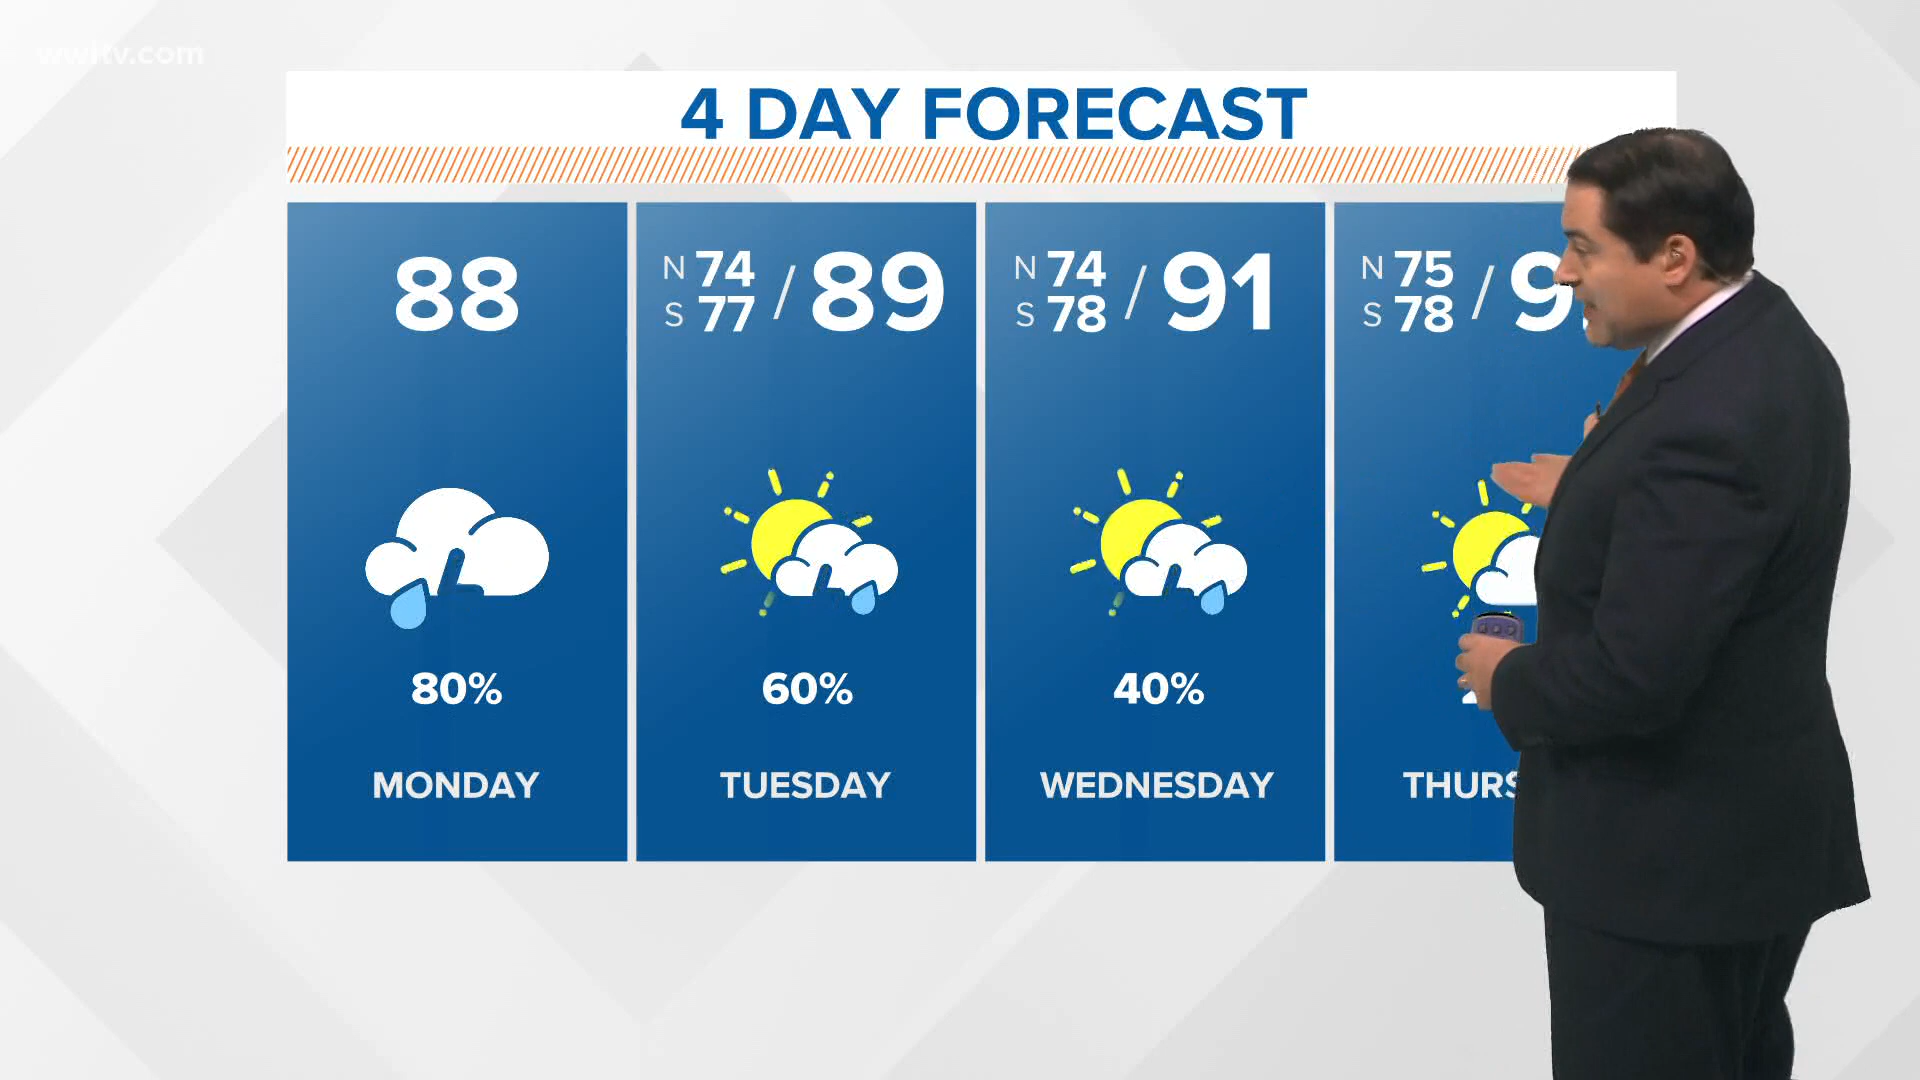 wwltv.com
4 DAY FORECAST
88
80%
MONDAY
N 74
S 77
/ 89
60%
TUESDAY
N 74
S 78
/ 91
40%
WEDNESDAY
N 75
S 78
/ 9
THURS